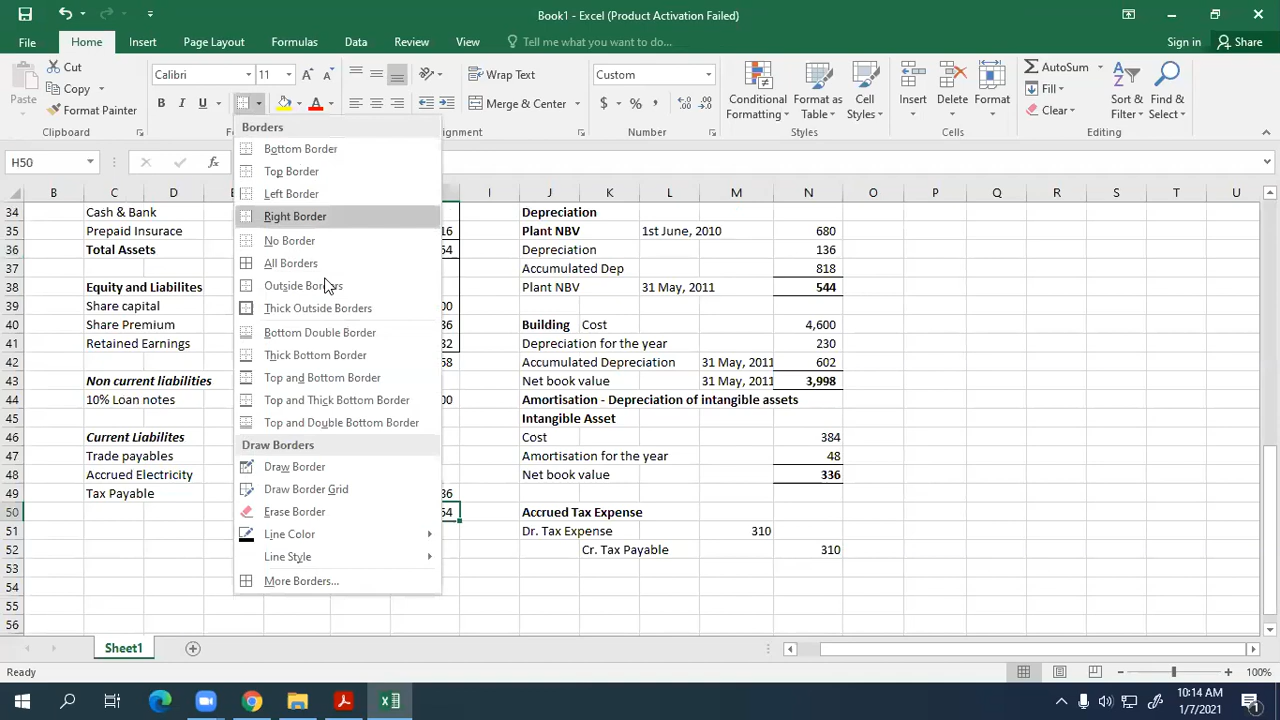 Book1 - Excel (Product Activation Failed)
File Home Insert Page Layout Formulas Data Review View Tell me what you want to do... Sign in Share
Paste Cut Copy Format Painter Clipboard
Calibri 11 B I U
Wrap Text Merge & Center
Custom $ % , Number
Conditional Formatting Format as Table Cell Styles Styles
Insert Delete Format Cells
AutoSum Fill Clear Sort & Filter Find & Select Editing
H50 fx
Borders
Bottom Border
Top Border
Left Border
Right Border
No Border
All Borders
Outside Borders
Thick Outside Borders
Bottom Double Border
Thick Bottom Border
Top and Bottom Border
Top and Thick Bottom Border
Top and Double Bottom Border
Draw Borders
Draw Border
Draw Border Grid
Erase Border
Line Color
Line Style
More Borders...
B C D I J K L M N O P Q R S T U
34 Cash & Bank Depreciation
35 Prepaid Insurace 16 Plant NBV 1st June, 2010 680
36 Total Assets 54 Depreciation 136
37 Accumulated Dep 818
38 Equity and Liabilites Plant NBV 31 May, 2011 544
39 Share capital 00
40 Share Premium 36 Building Cost 4,600
41 Retained Earnings 32 Depreciation for the year 230
42 58 Accumulated Depreciation 31 May, 2011 602
43 Non current liabilities Net book value 31 May, 2011 3,998
44 10% Loan notes 00 Amortisation - Depreciation of intangible assets
45 Intangible Asset
46 Current Liabilites Cost 384
47 Trade payables Amortisation for the year 48
48 Accrued Electricity Net book value 336
49 Tax Payable 36
50 54 Accrued Tax Expense
51 Dr. Tax Expense 310
52 Cr. Tax Payable 310
53
54
55
56
Sheet1
Ready 100%
10:14 AM
1/7/2021